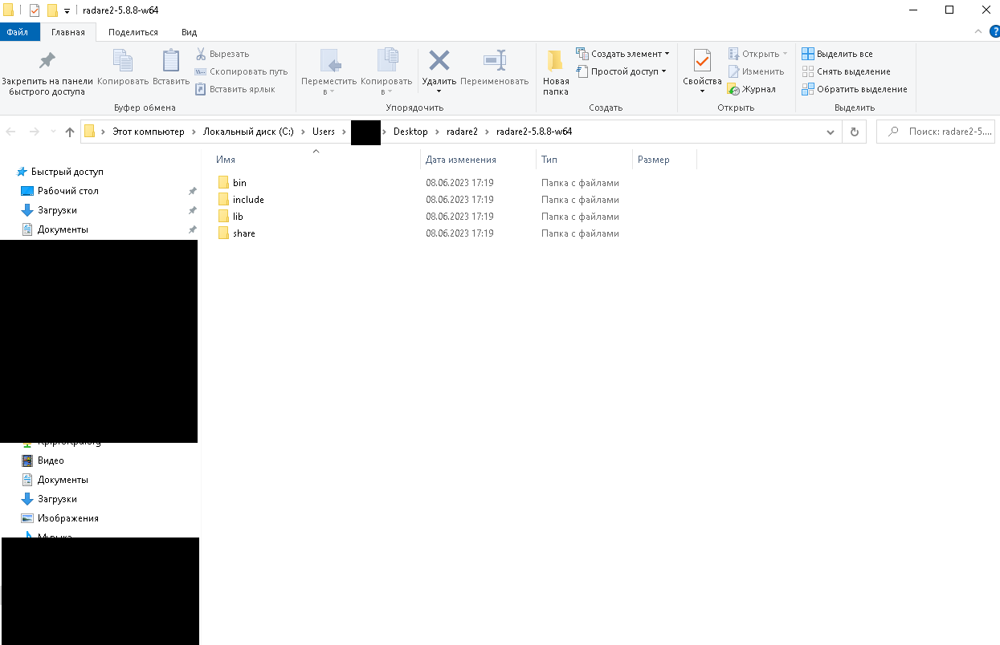 radare2-5.8.8-w64
Файл Главная Поделиться Вид
Закрепить на панели быстрого доступа
Копировать
Вставить
Вырезать
Скопировать путь
Вставить ярлык
Буфер обмена
Переместить в
Копировать в
Удалить
Переименовать
Упорядочить
Новая папка
Создать элемент
Простой доступ
Создать
Свойства
Открыть
Изменить
Журнал
Открыть
Выделить все
Снять выделение
Обратить выделение
Выделить
Этот компьютер Локальный диск (C:) Users Desktop radare2 radare2-5.8.8-w64
Поиск: radare2-5....
Быстрый доступ
Рабочий стол
Загрузки
Документы
Видео
Документы
Загрузки
Изображения
Музыка
Имя Дата изменения Тип Размер
bin 08.06.2023 17:19 Папка с файлами
include 08.06.2023 17:19 Папка с файлами
lib 08.06.2023 17:19 Папка с файлами
share 08.06.2023 17:19 Папка с файлами